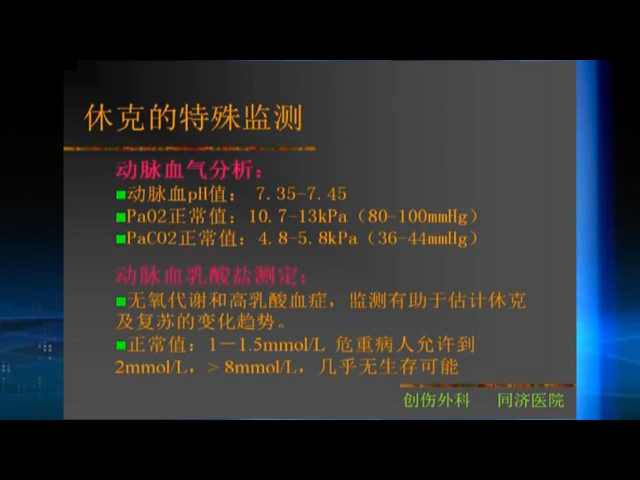 休克的特殊监测
动脉血气分析：
动脉血pH值： 7.35-7.45
PaO2正常值：10.7-13kPa（80-100mmHg）
PaCO2正常值：4.8-5.8kPa（36-44mmHg）
动脉血乳酸盐测定：
无氧代谢和高乳酸血症，监测有助于估计休克
及复苏的变化趋势。
正常值：1－1.5mmol/L 危重病人允许到
2mmol/L，> 8mmol/L，几乎无生存可能
创伤外科 同济医院